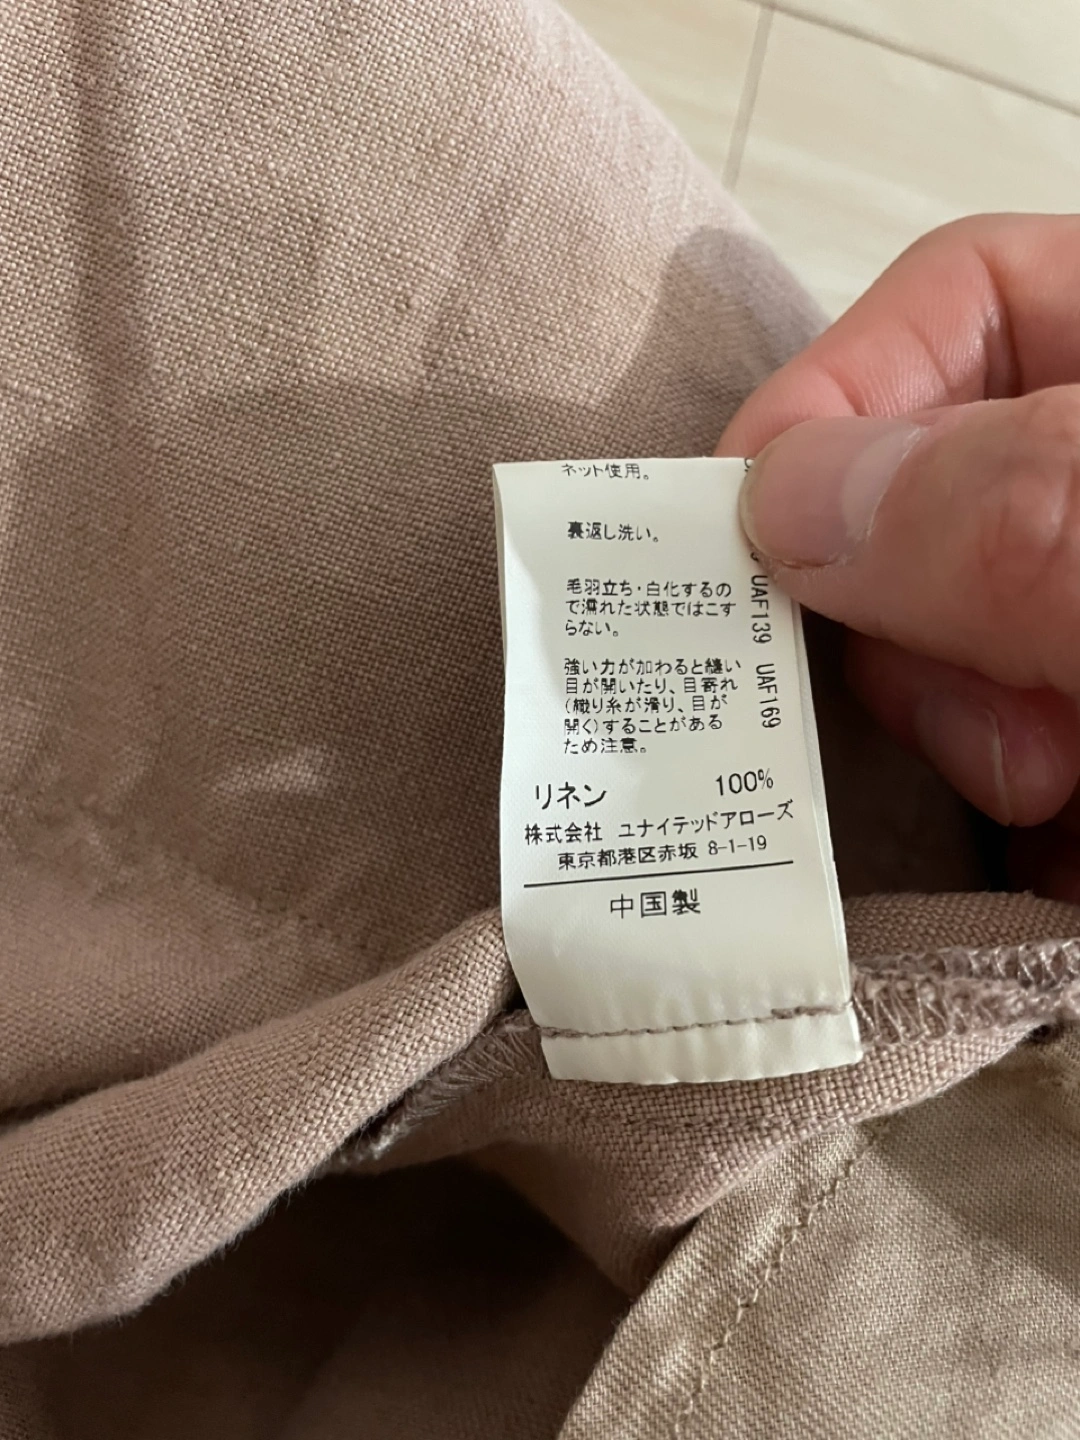 ネット使用。
裏返し洗い。
毛羽立ち・白化するの
で濡れた状態ではこす
らない。
強い力が加わると縫い
目が開いたり、目寄れ
(織り糸が滑り、目が
開く)することがある
ため注意。
リネン 100%
株式会社 ユナイテッドアローズ
東京都港区赤坂 8-1-19
中国製
UAF139 UAF169